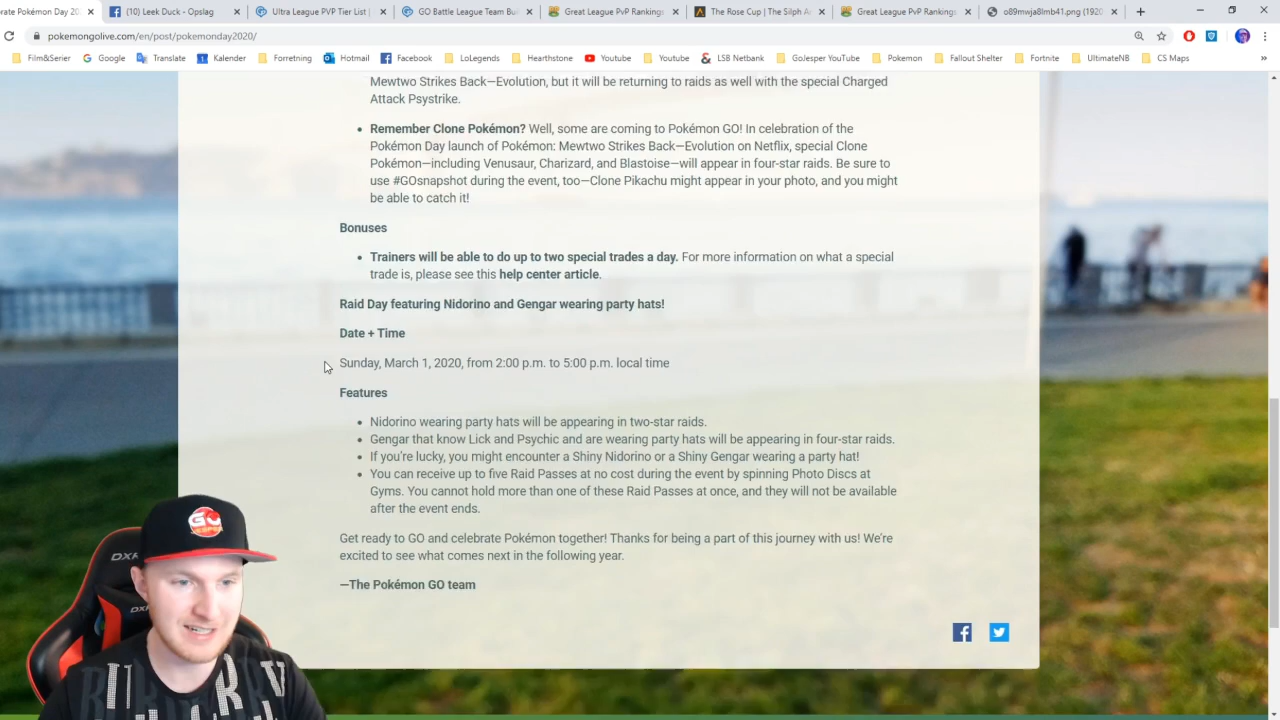 orate Pokémon Day 20
(10) Leek Duck - Opslag
Ultra League PVP Tier List |
GO Battle League Team Bui
Great League PvP Rankings
The Rose Cup | The Silph A
Great League PvP Rankings
o89mwja8lmb41.png (1920
pokemongolive.com/en/post/pokemonday2020/
Film&Serier
Google
Translate
Kalender
Forretning
Hotmail
Facebook
LoLegends
Hearthstone
Youtube
Youtube
LSB Netbank
GoJesper YouTube
Pokemon
Fallout Shelter
Fortnite
UltimateNB
CS Maps
Mewtwo Strikes Back—Evolution, but it will be returning to raids as well with the special Charged
Attack Psystrike.
Remember Clone Pokémon? Well, some are coming to Pokémon GO! In celebration of the
Pokémon Day launch of Pokémon: Mewtwo Strikes Back—Evolution on Netflix, special Clone
Pokémon—including Venusaur, Charizard, and Blastoise—will appear in four-star raids. Be sure to
use #GOsnapshot during the event, too—Clone Pikachu might appear in your photo, and you might
be able to catch it!
Bonuses
Trainers will be able to do up to two special trades a day. For more information on what a special
trade is, please see this help center article.
Raid Day featuring Nidorino and Gengar wearing party hats!
Date + Time
Sunday, March 1, 2020, from 2:00 p.m. to 5:00 p.m. local time
Features
Nidorino wearing party hats will be appearing in two-star raids.
Gengar that know Lick and Psychic and are wearing party hats will be appearing in four-star raids.
If you're lucky, you might encounter a Shiny Nidorino or a Shiny Gengar wearing a party hat!
You can receive up to five Raid Passes at no cost during the event by spinning Photo Discs at
Gyms. You cannot hold more than one of these Raid Passes at once, and they will not be available
after the event ends.
Get ready to GO and celebrate Pokémon together! Thanks for being a part of this journey with us! We're
excited to see what comes next in the following year.
—The Pokémon GO team
GO